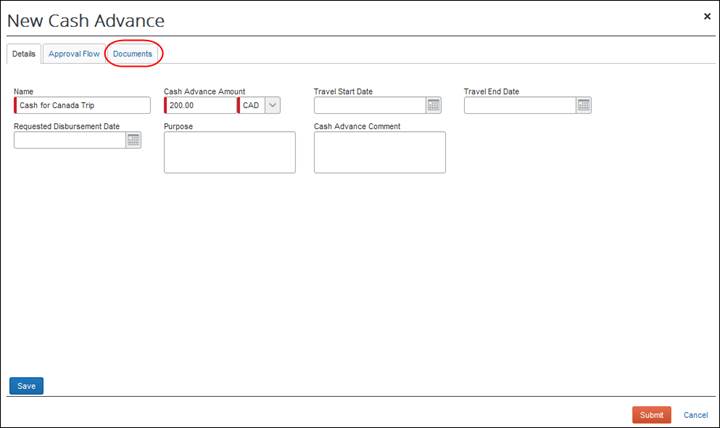 New Cash Advance
×
Details Approval Flow Documents
Name Cash Advance Amount Travel Start Date Travel End Date
Cash for Canada Trip 200.00 CAD
Requested Disbursement Date Purpose Cash Advance Comment
Save
Submit Cancel